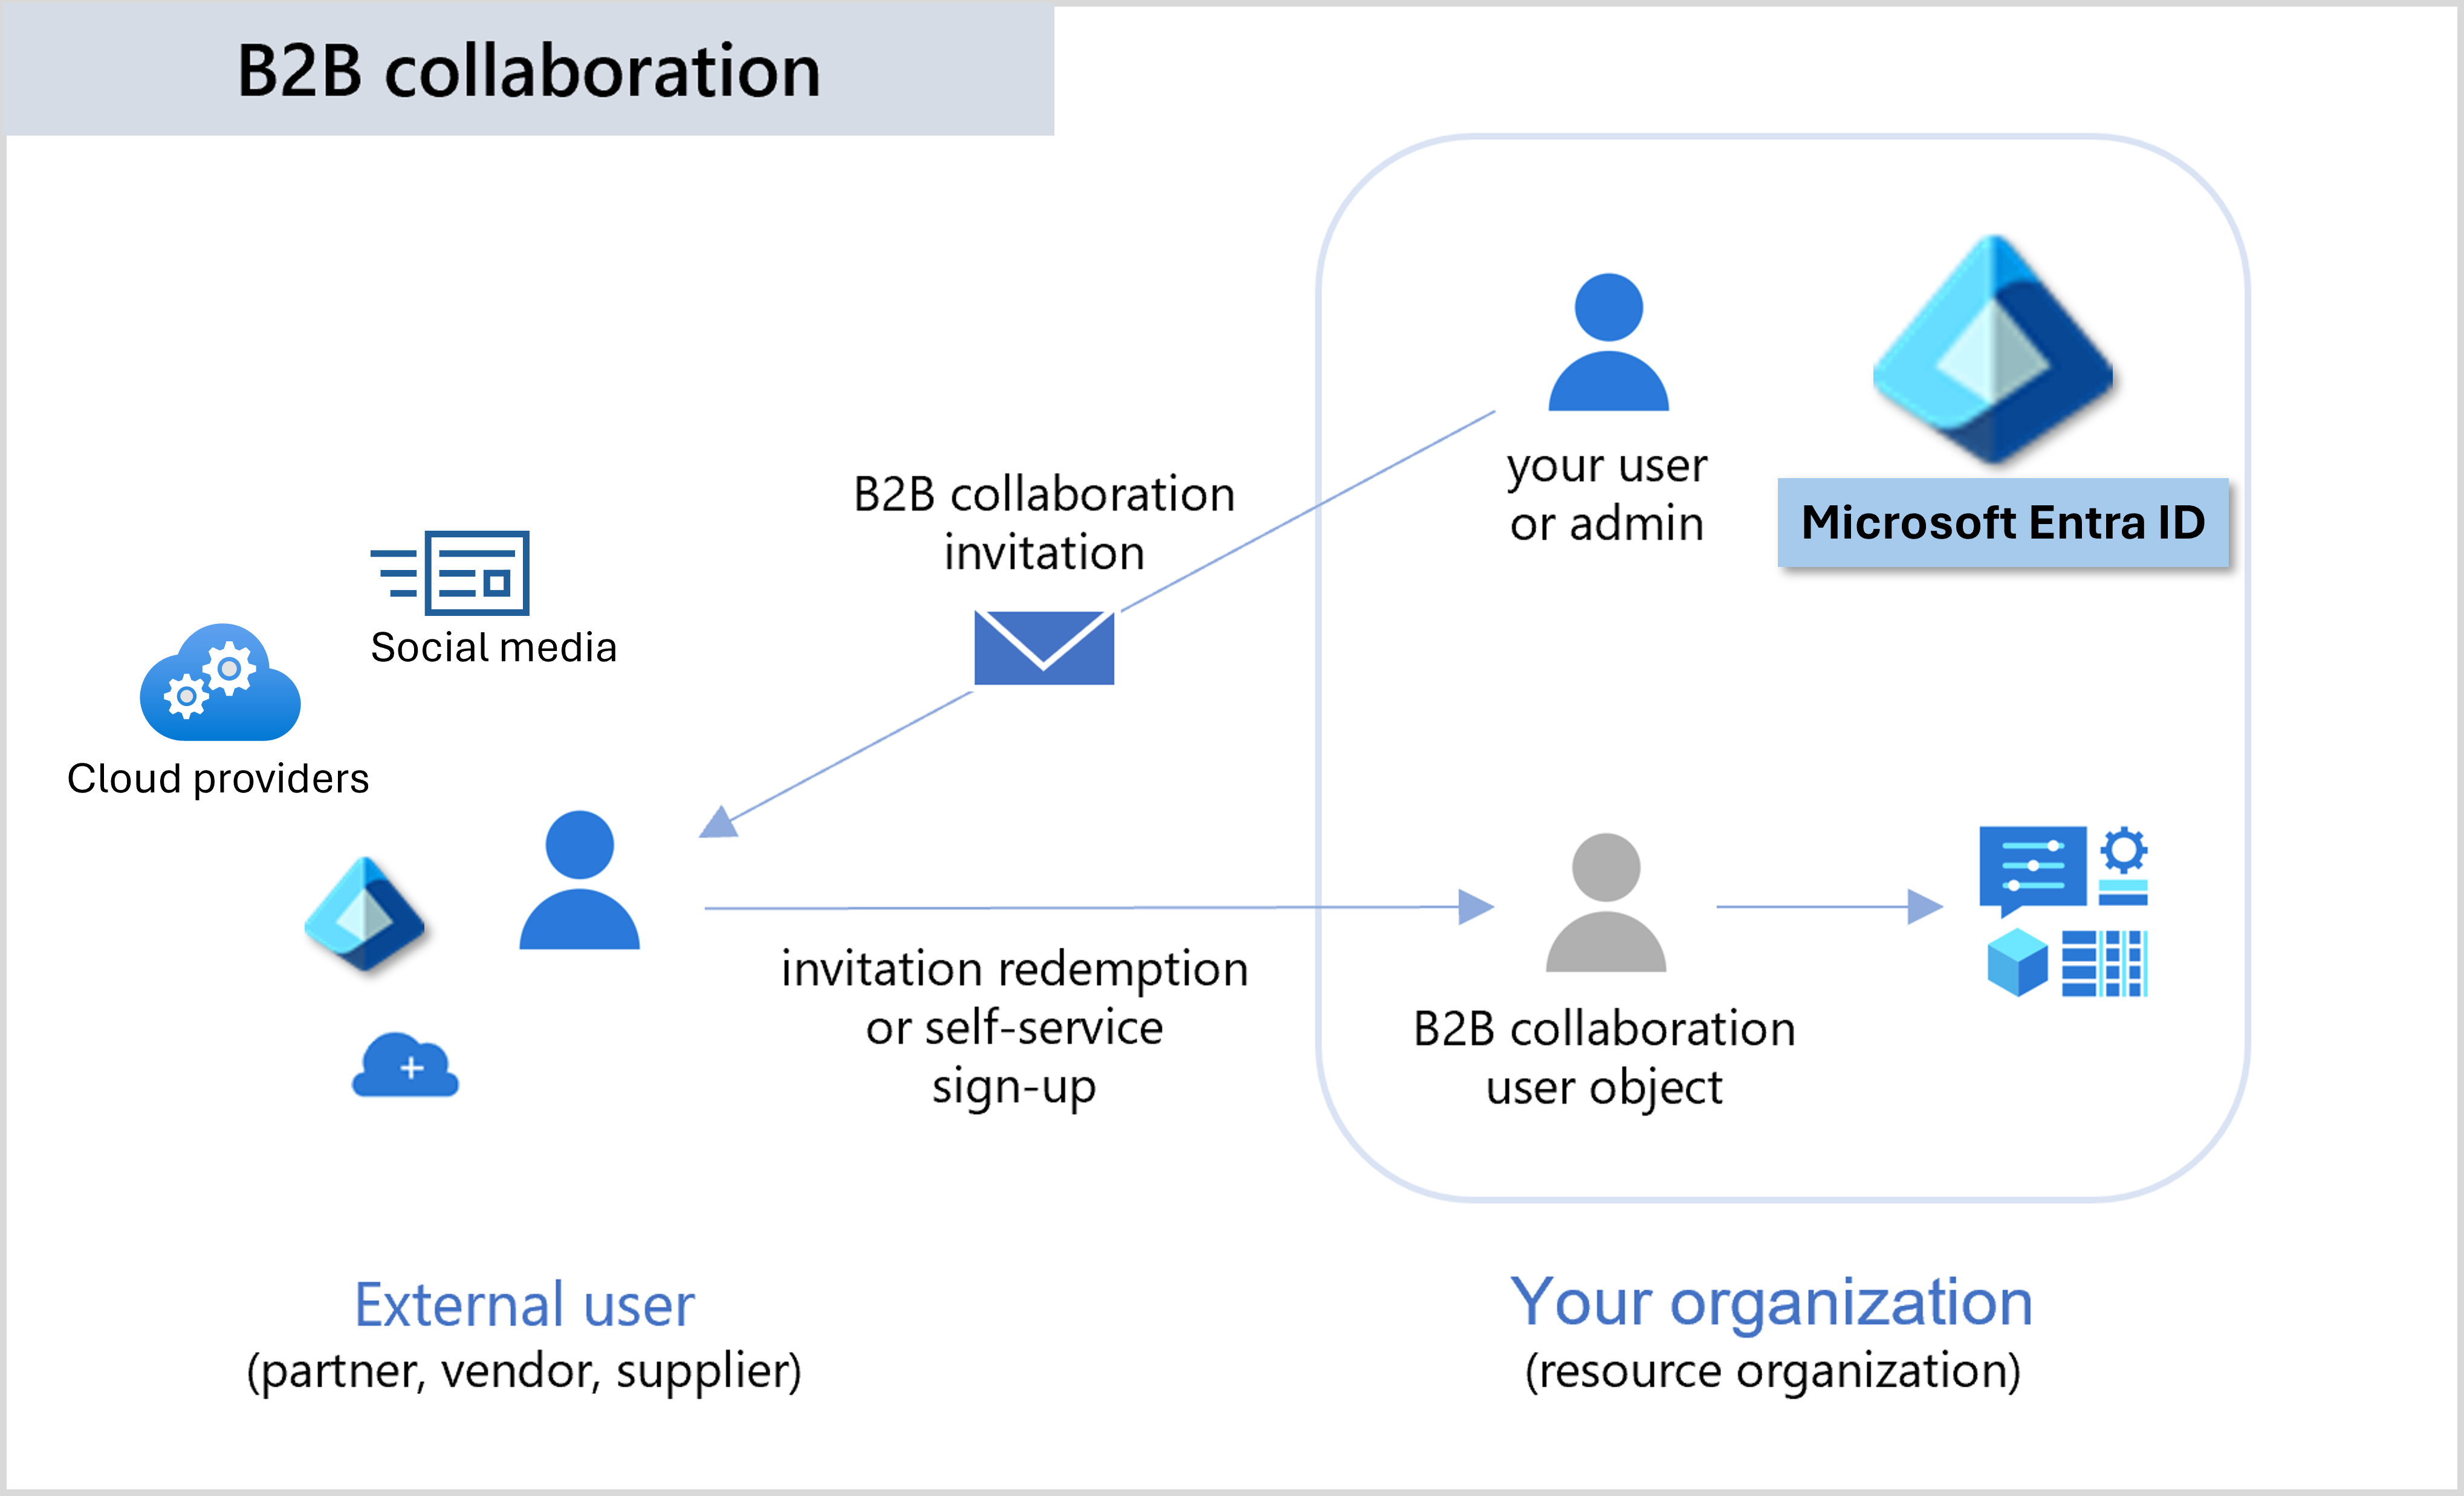 B2B collaboration
your user
or admin
Microsoft Entra ID
B2B collaboration
invitation
Social media
Cloud providers
invitation redemption
or self-service
sign-up
B2B collaboration
user object
External user
(partner, vendor, supplier)
Your organization
(resource organization)